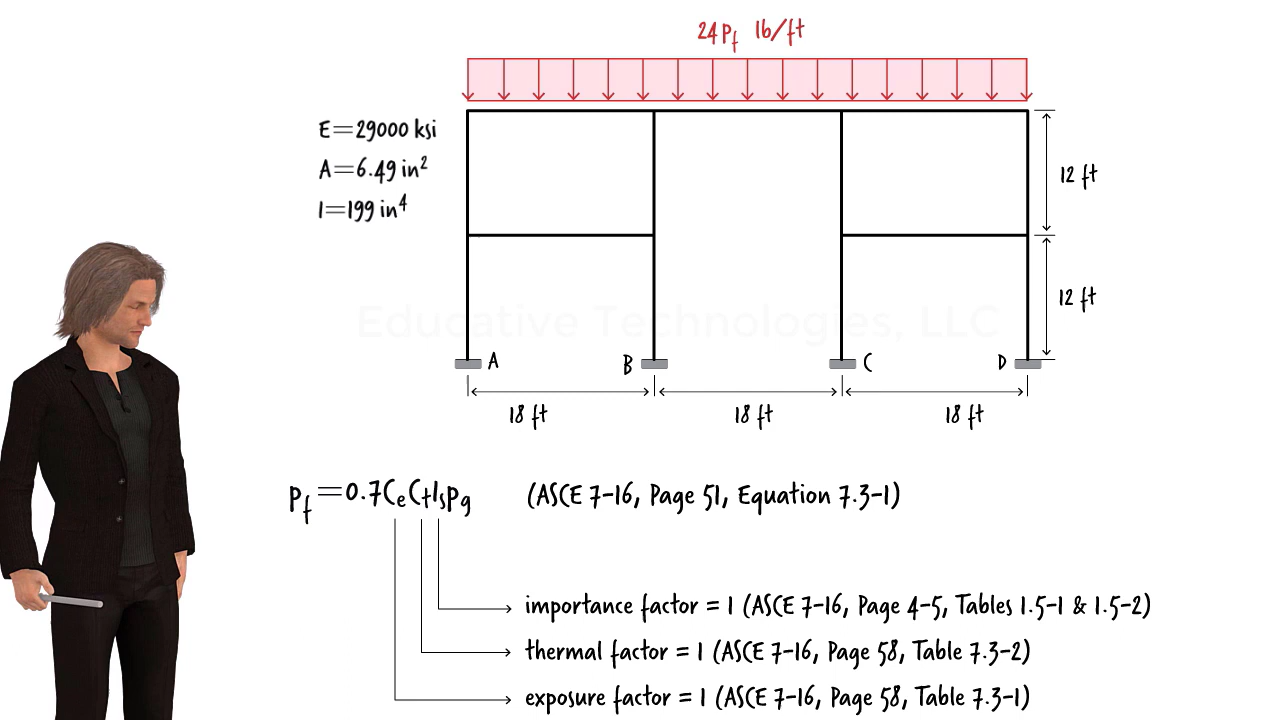 24Pf lb/ft
E=29000 ksi
A=6.49 in²
I=199 in⁴
12 ft
12 ft
Educative Technologies, LLC
A
B
C
D
18 ft
18 ft
18 ft
Pf=0.7CeCtIsPg (ASCE 7-16, Page 51, Equation 7.3-1)
importance factor = 1 (ASCE 7-16, Page 4-5, Tables 1.5-1 & 1.5-2)
thermal factor = 1 (ASCE 7-16, Page 58, Table 7.3-2)
exposure factor = 1 (ASCE 7-16, Page 58, Table 7.3-1)